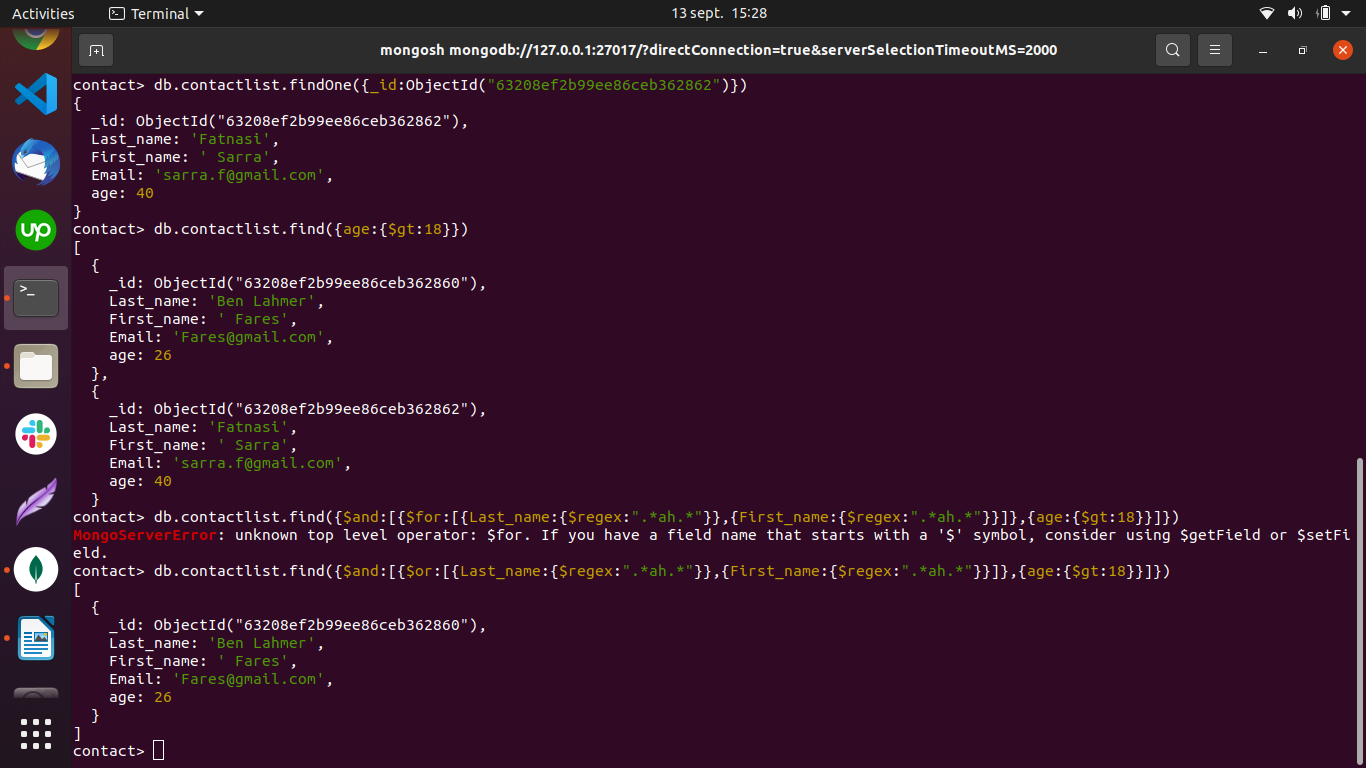 Activities Terminal 13 sept. 15:28
mongosh mongodb://127.0.0.1:27017/?directConnection=true&serverSelectionTimeoutMS=2000
contact> db.contactlist.findOne({_id:ObjectId("63208ef2b99ee86ceb362862")})
{
  _id: ObjectId("63208ef2b99ee86ceb362862"),
  Last_name: 'Fatnasi',
  First_name: ' Sarra',
  Email: 'sarra.f@gmail.com',
  age: 40
}
contact> db.contactlist.find({age:{$gt:18}})
[
  {
    _id: ObjectId("63208ef2b99ee86ceb362860"),
    Last_name: 'Ben Lahmer',
    First_name: ' Fares',
    Email: 'Fares@gmail.com',
    age: 26
  },
  {
    _id: ObjectId("63208ef2b99ee86ceb362862"),
    Last_name: 'Fatnasi',
    First_name: ' Sarra',
    Email: 'sarra.f@gmail.com',
    age: 40
  }
contact> db.contactlist.find({$and:[{$for:[{Last_name:{$regex:".*ah.*"}},{First_name:{$regex:".*ah.*"}}]},{age:{$gt:18}}]})
MongoServerError: unknown top level operator: $for. If you have a field name that starts with a '$' symbol, consider using $getField or $setFi
eld.
contact> db.contactlist.find({$and:[{$or:[{Last_name:{$regex:".*ah.*"}},{First_name:{$regex:".*ah.*"}}]},{age:{$gt:18}}]})
[
  {
    _id: ObjectId("63208ef2b99ee86ceb362860"),
    Last_name: 'Ben Lahmer',
    First_name: ' Fares',
    Email: 'Fares@gmail.com',
    age: 26
  }
]
contact>
up
>_